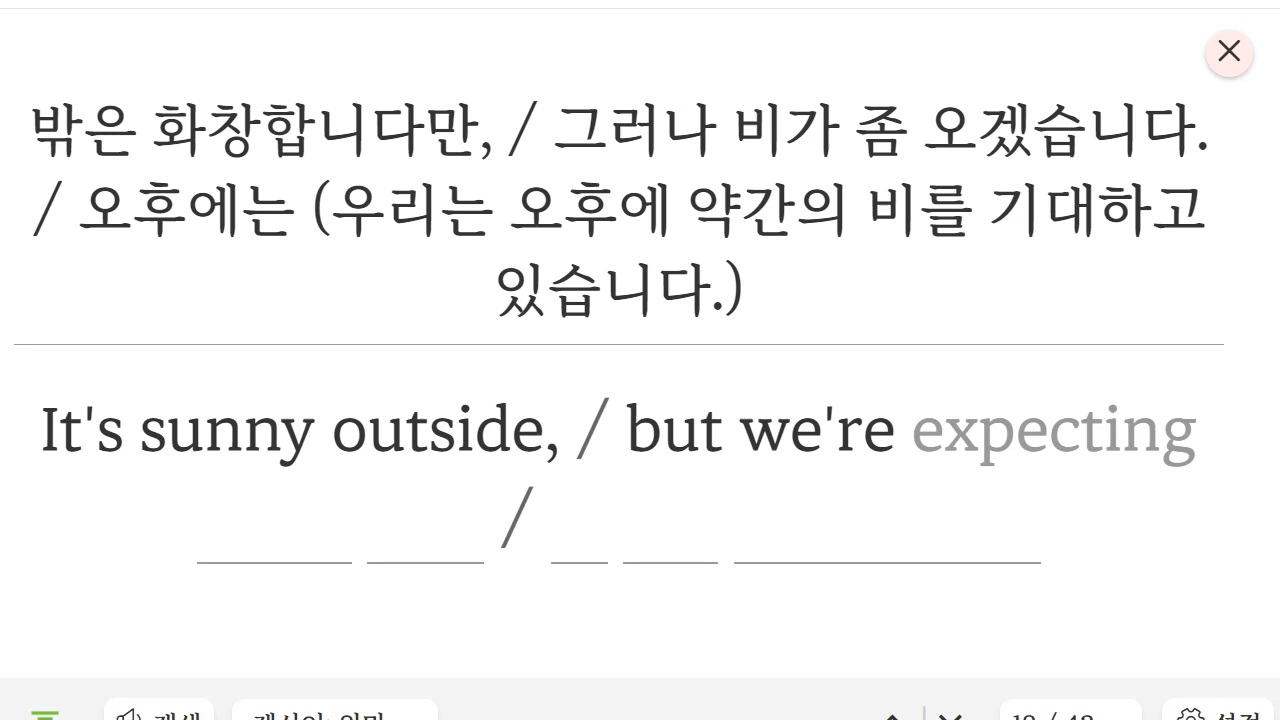 밖은 화창합니다만, / 그러나 비가 좀 오겠습니다.
/ 오후에는 (우리는 오후에 약간의 비를 기대하고
있습니다.)
It's sunny outside, / but we're expecting
/